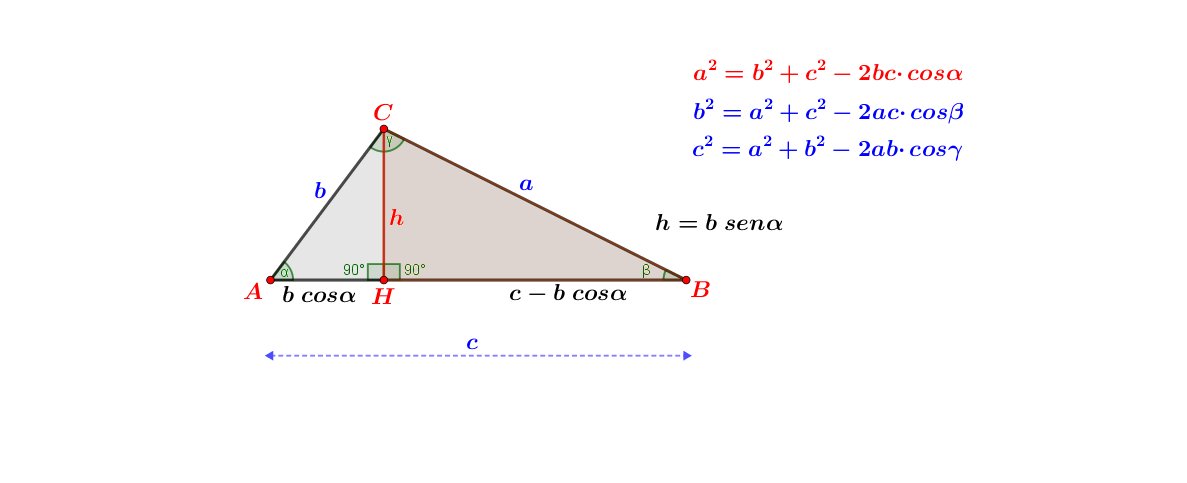 a² = b² + c² − 2bc· cosα
b² = a² + c² − 2ac· cosβ
c² = a² + b² − 2ab· cosγ
C
γ
b
a
h
h = b senα
α
90°
90°
β
A
b cosα
H
c − b cosα
B
c